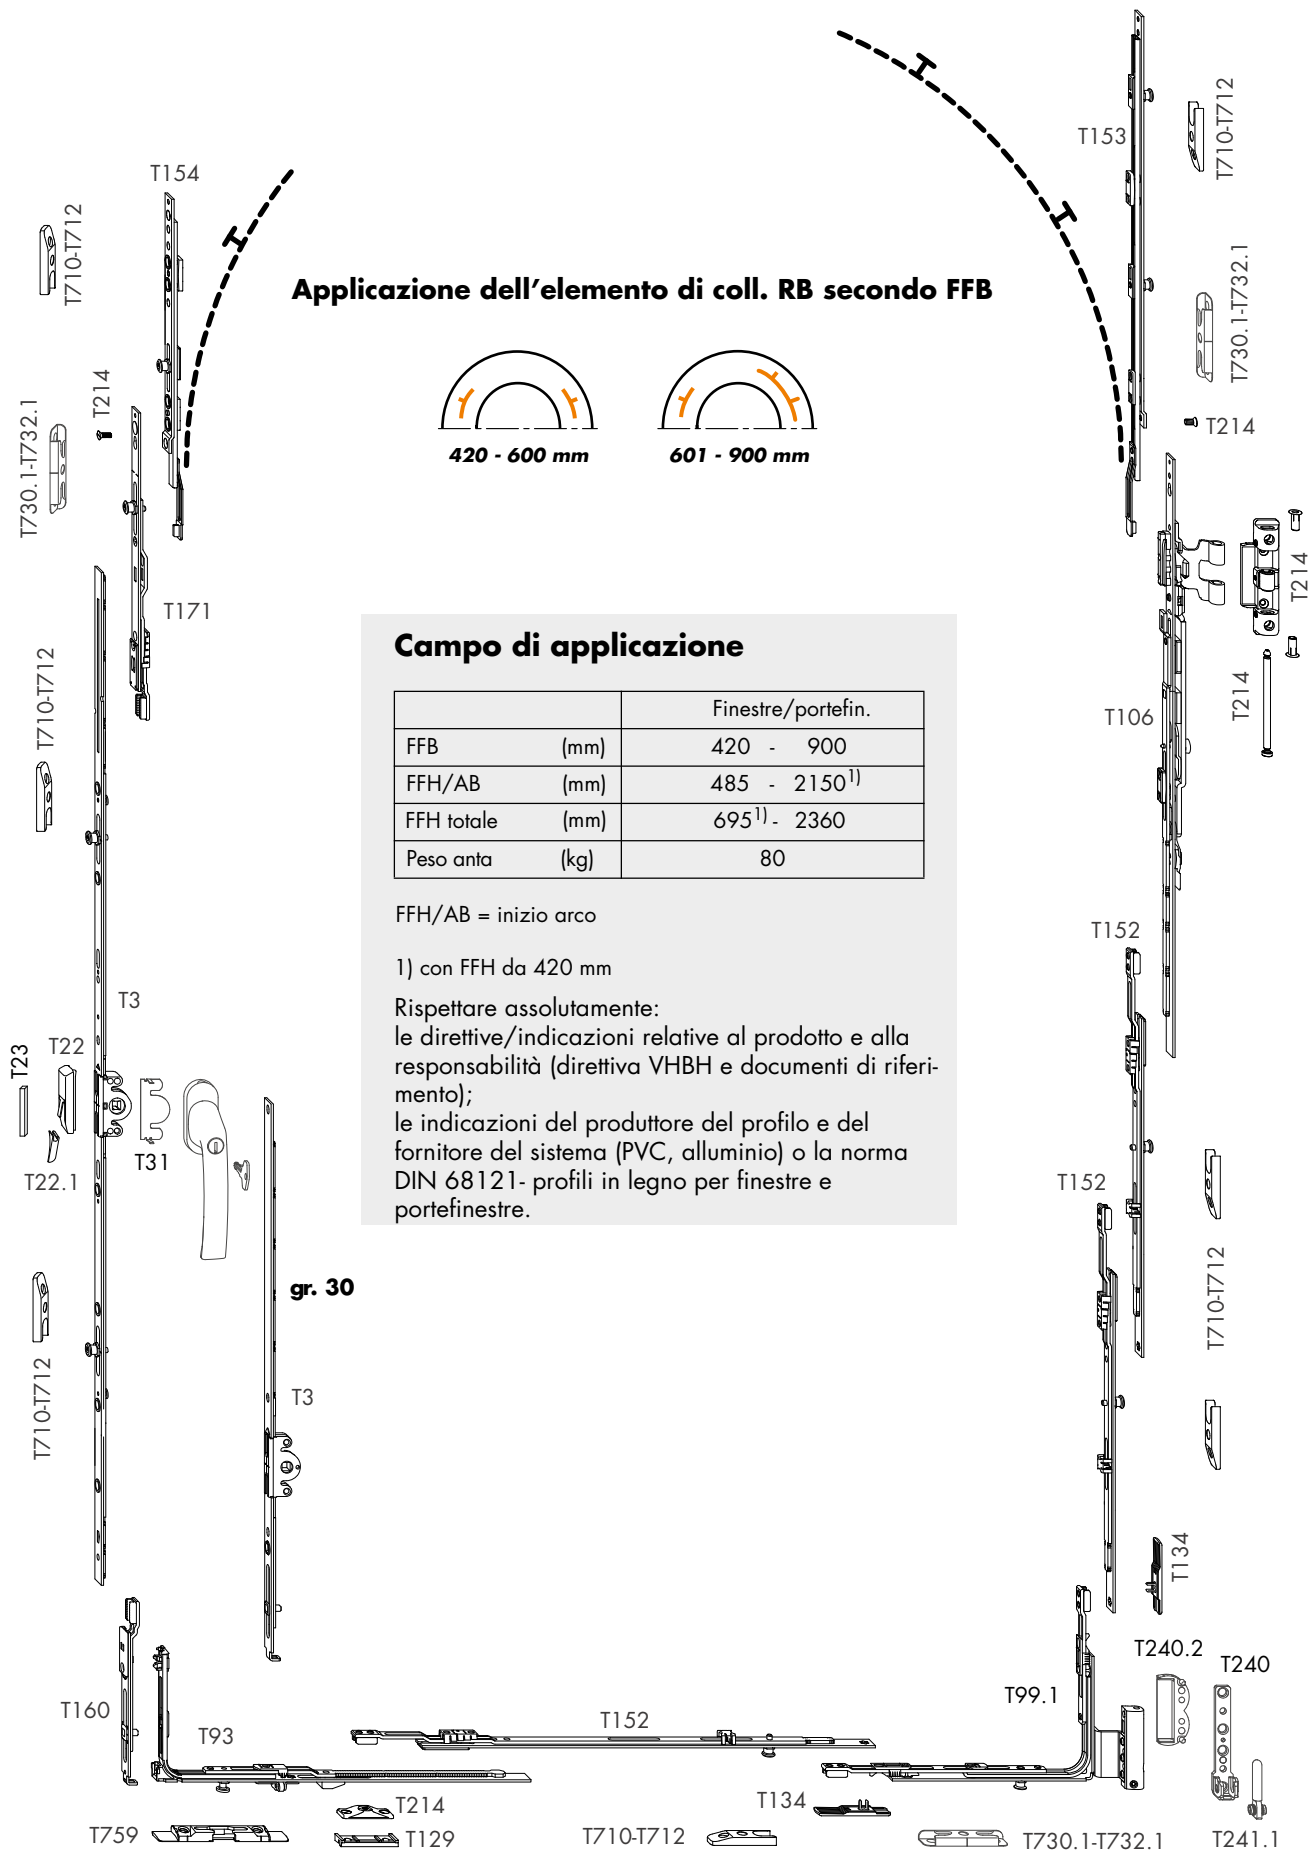 T153
T710-T712
T154
T710-T712
T730.1-T732.1
Applicazione dell'elemento di coll. RB secondo FFB
T214
T730.1-T732.1
T214
420 - 600 mm
601 - 900 mm
T214
T171
Campo di applicazione
Finestre/portefin.
FFB (mm) 420 - 900
FFH/AB (mm) 485 - 2150 1)
FFH totale (mm) 695 1) - 2360
Peso anta (kg) 80
T710-T712
T106
T214
FFH/AB = inizio arco
T152
1) con FFH da 420 mm
T3
Rispettare assolutamente:
le direttive/indicazioni relative al prodotto e alla
responsabilità (direttiva VHBH e documenti di riferi-
mento);
le indicazioni del produttore del profilo e del
fornitore del sistema (PVC, alluminio) o la norma
DIN 68121- profili in legno per finestre e
portefinestre.
T23
T22
T31
T22.1
T152
T710-T712
gr. 30
T710-T712
T3
T134
T240.2
T240
T99.1
T160
T93
T152
T214
T134
T759
T129
T710-T712
T730.1-T732.1
T241.1